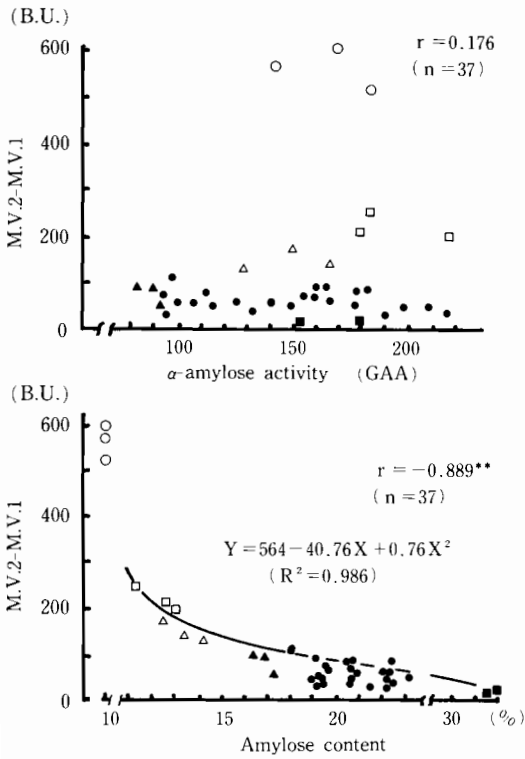 (B.U.)
600
400
200
0
M.V.2-M.V.1
r=0.176
(n=37)
100 150 200
α-amylose activity (GAA)
(B.U.)
600
400
200
0
M.V.2-M.V.1
r=-0.889**
(n=37)
Y=564-40.76X+0.76X²
(R²=0.986)
10 15 20 30 (%)
Amylose content